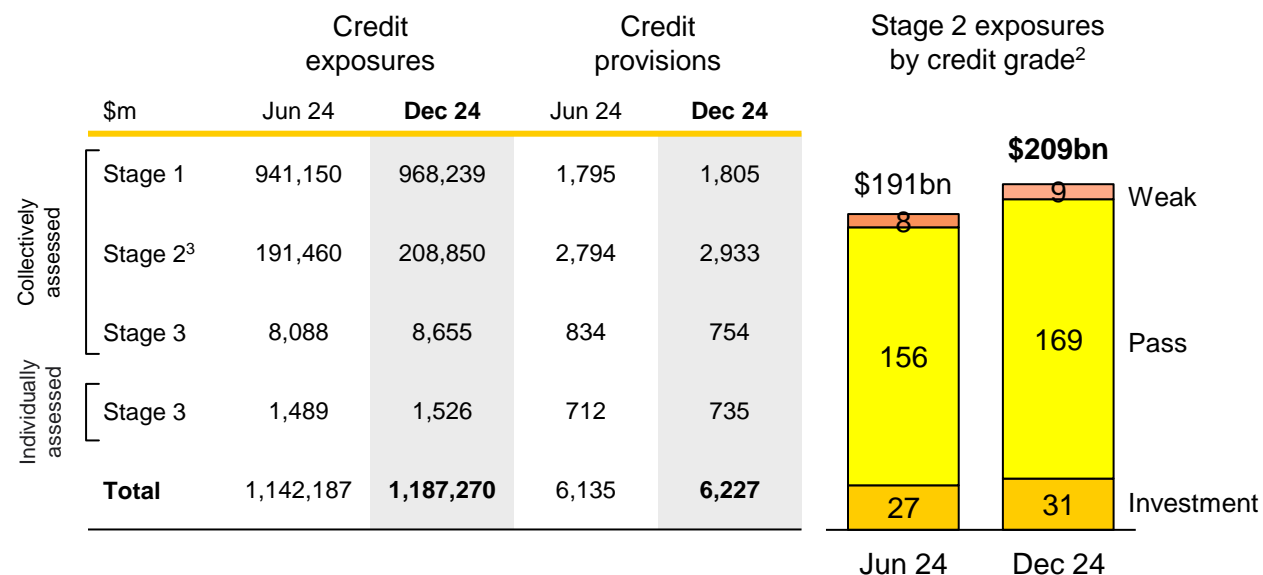 Credit exposures
Credit provisions
Stage 2 exposures
by credit grade²
$m Jun 24 Dec 24 Jun 24 Dec 24
Collectively assessed
Stage 1 941,150 968,239 1,795 1,805
Stage 2³ 191,460 208,850 2,794 2,933
Stage 3 8,088 8,655 834 754
Individually assessed
Stage 3 1,489 1,526 712 735
Total 1,142,187 1,187,270 6,135 6,227
$191bn
8
156
27
Jun 24
$209bn
9
169
31
Dec 24
Weak
Pass
Investment